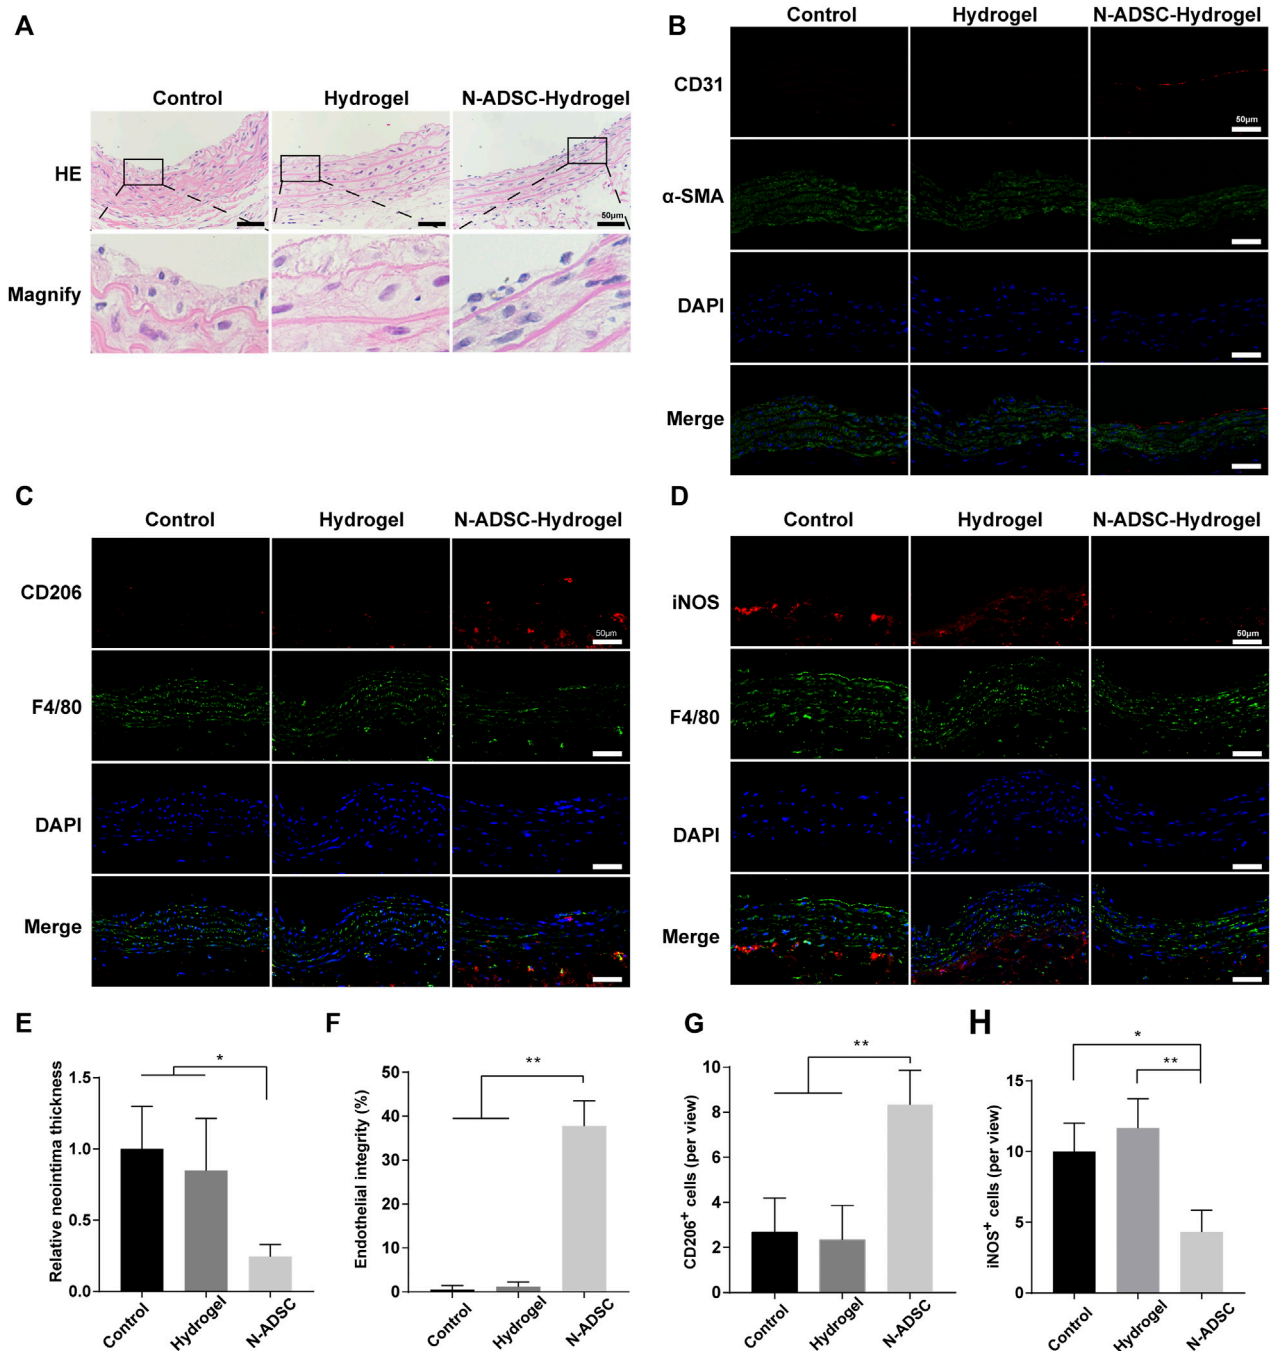 A
Control Hydrogel N-ADSC-Hydrogel
HE
50μm
Magnify
B
Control Hydrogel N-ADSC-Hydrogel
CD31
50μm
α-SMA
DAPI
Merge
C
Control Hydrogel N-ADSC-Hydrogel
CD206
50μm
F4/80
DAPI
Merge
D
Control Hydrogel N-ADSC-Hydrogel
iNOS
50μm
F4/80
DAPI
Merge
E
Relative neointima thickness
*
1.5
1.0
0.5
0.0
Control Hydrogel N-ADSC
F
Endothelial integrity (%)
**
50
40
30
20
10
0
Control Hydrogel N-ADSC
G
CD206+ cells (per view)
**
10
8
6
4
2
0
Control Hydrogel N-ADSC
H
iNOS+ cells (per view)
*
**
15
10
5
0
Control Hydrogel N-ADSC